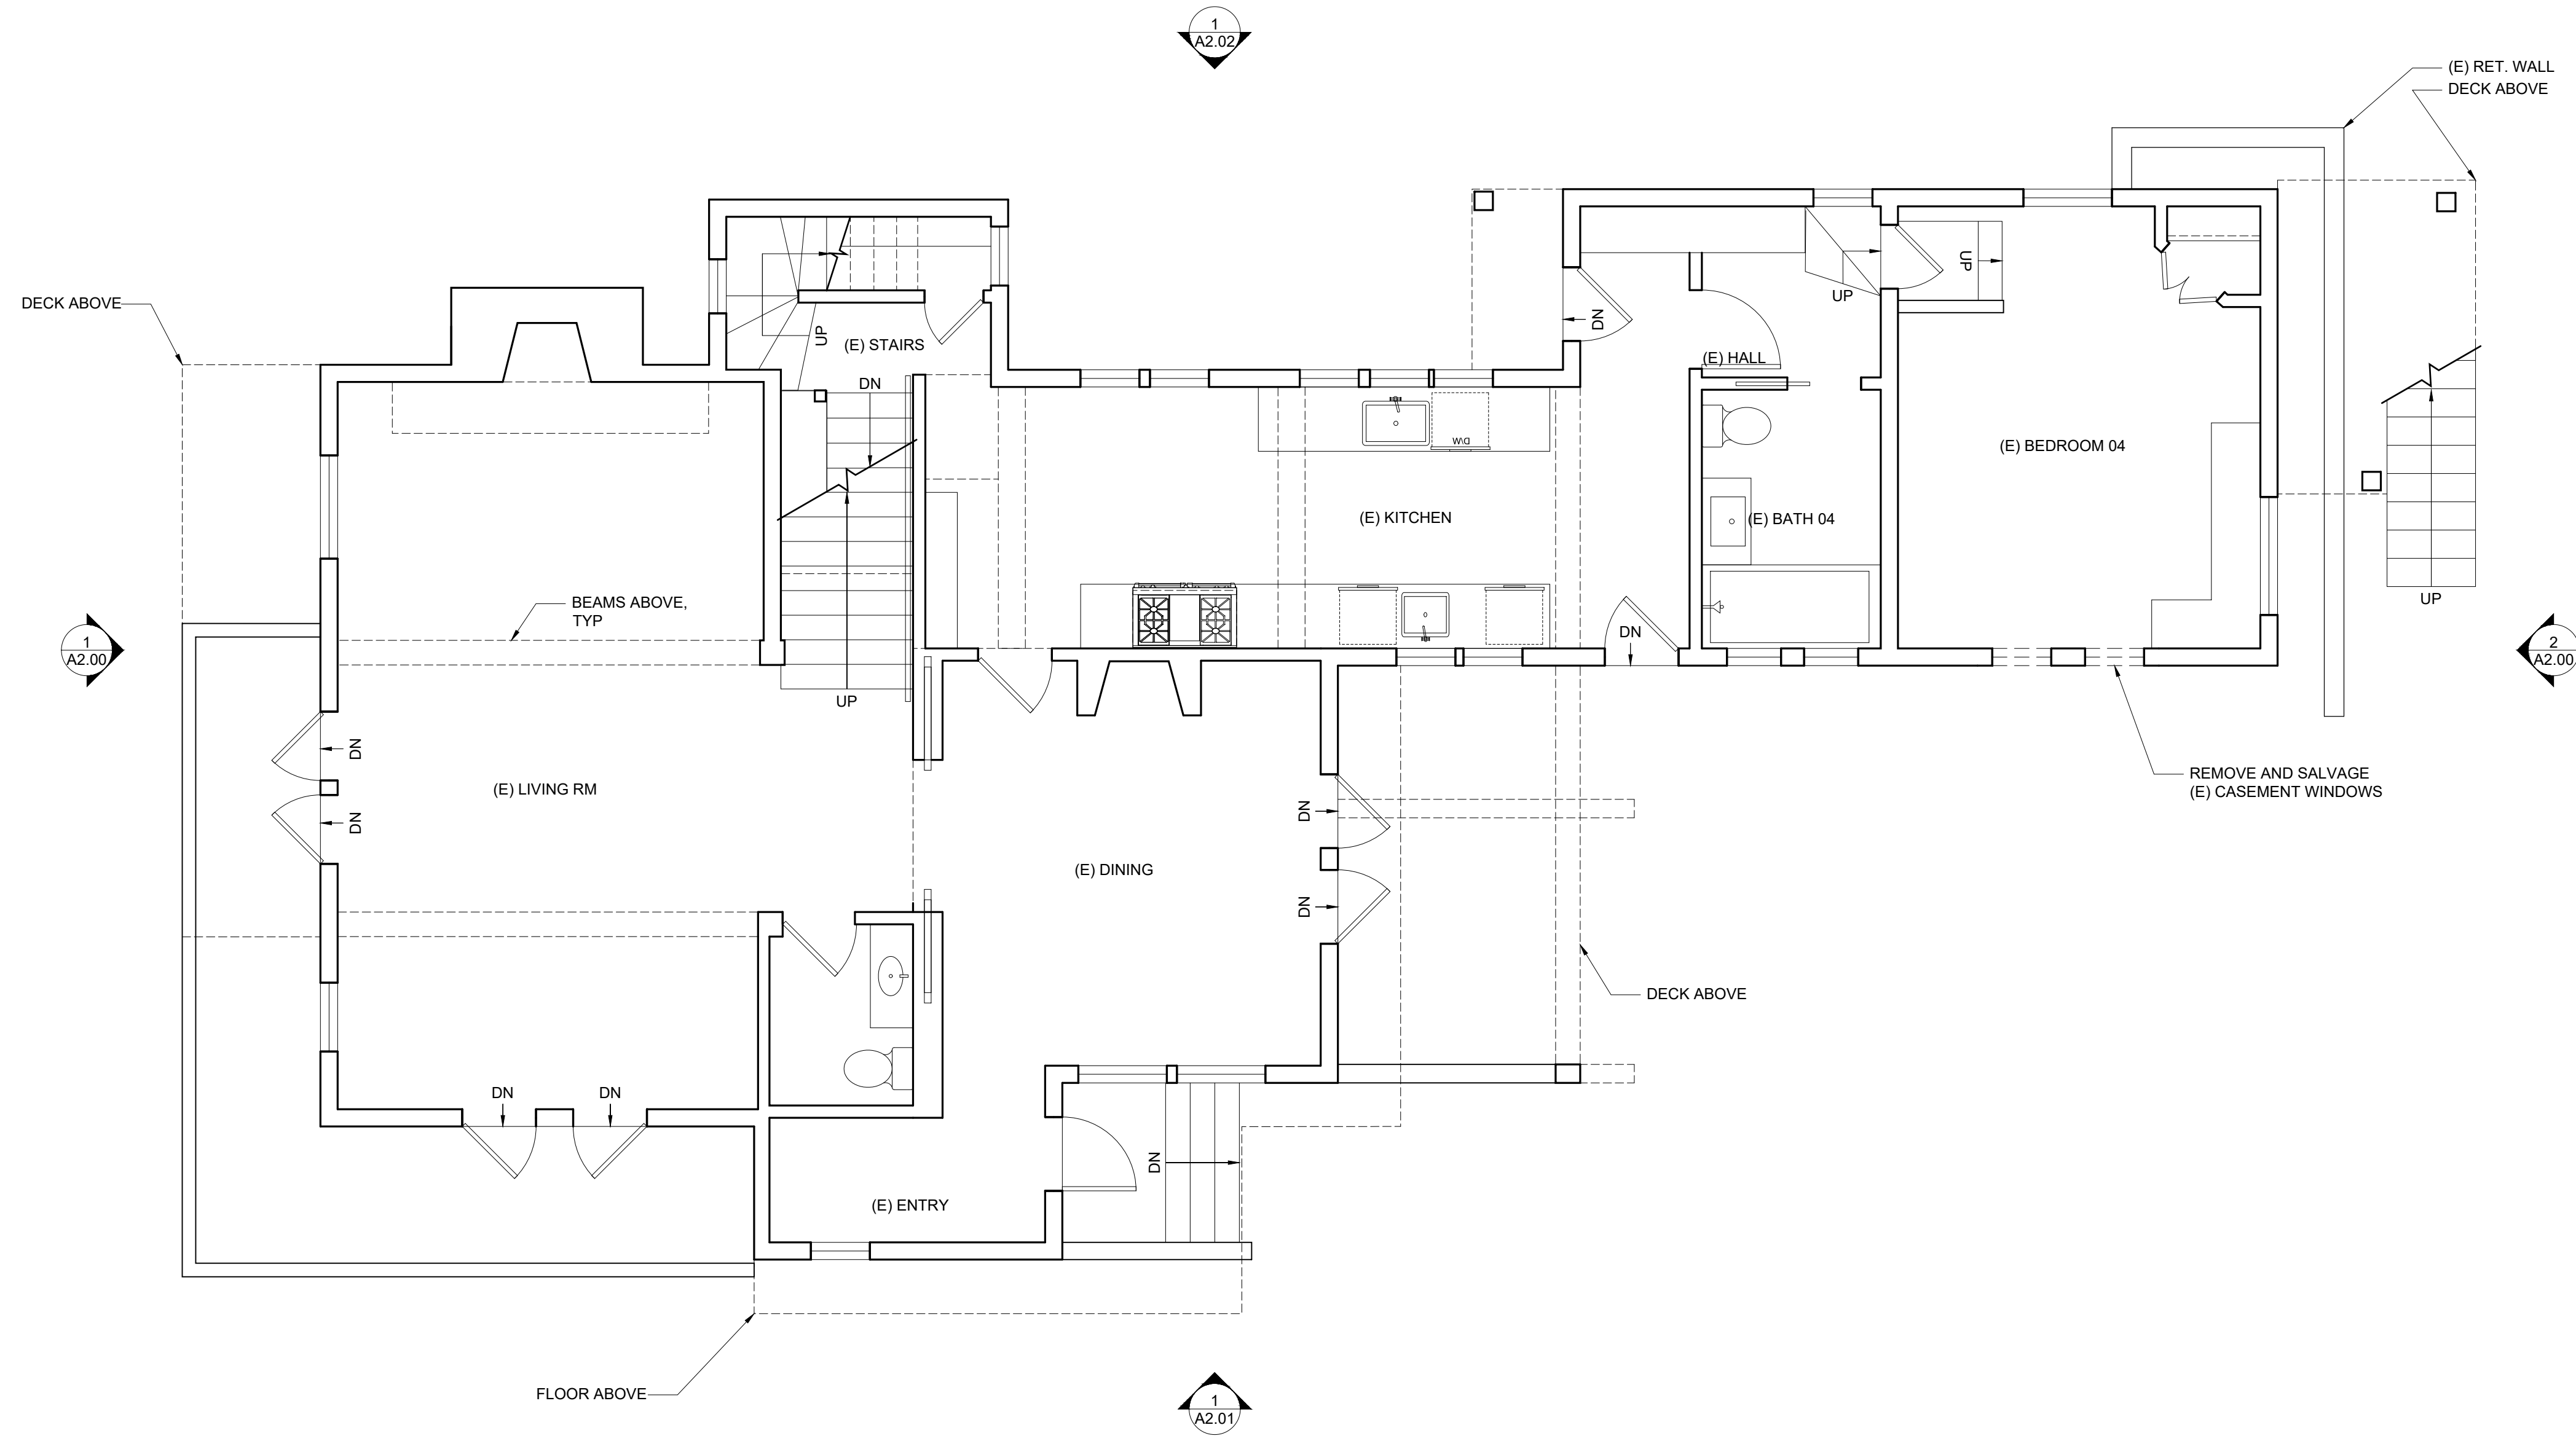 1
A2.02
(E) RET. WALL
DECK ABOVE
DECK ABOVE
UP
UP
DN
UP
(E) STAIRS
(E) HALL
DN
D\W
(E) BEDROOM 04
(E) KITCHEN
(E) BATH 04
BEAMS ABOVE,
TYP
UP
DN
1
A2.00
2
A2.00
UP
DN
REMOVE AND SALVAGE
(E) CASEMENT WINDOWS
(E) LIVING RM
DN
DN
(E) DINING
DN
DECK ABOVE
DN
DN
DN
(E) ENTRY
FLOOR ABOVE
1
A2.01